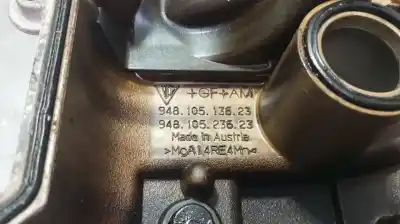 +GF+AM
948.105.136.23
948.105.236.23
Made in Austria
>MgAl4RE4Mn<